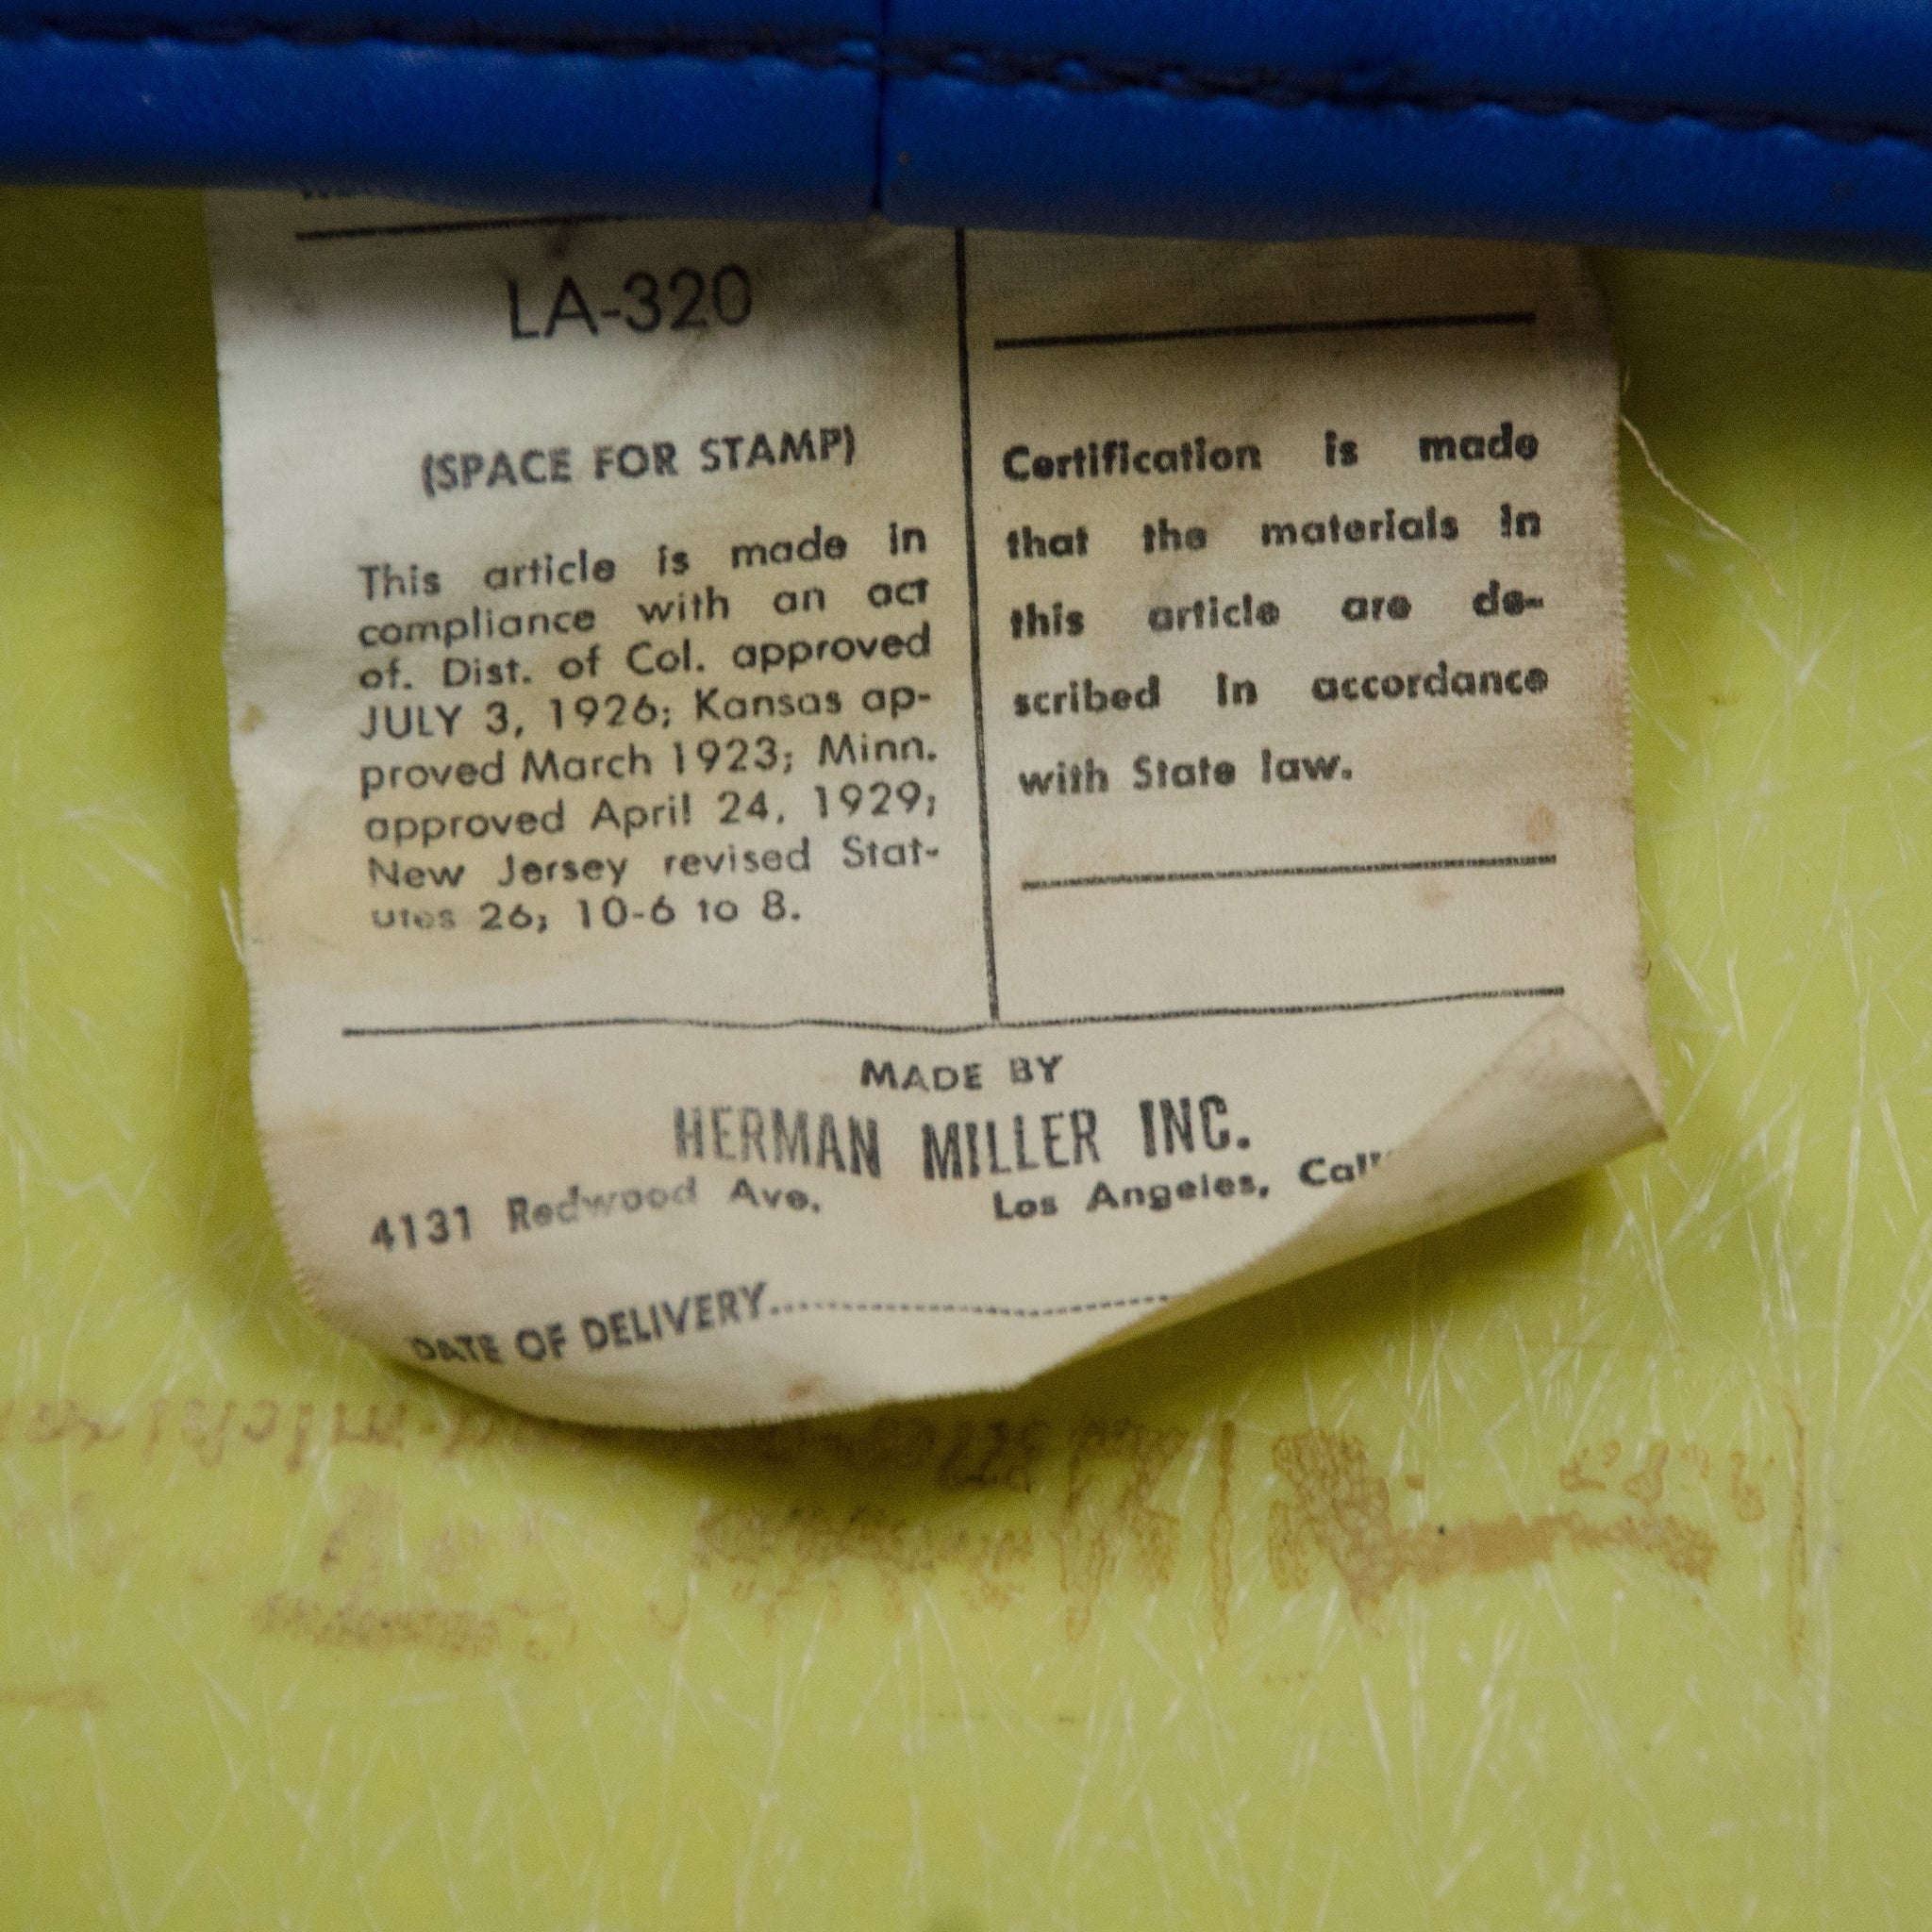 LA-320
(SPACE FOR STAMP)
This article is made in
compliance with an act
of. Dist. of Col. approved
JULY 3, 1926; Kansas ap-
proved March 1923; Minn.
approved April 24, 1929;
New Jersey revised Stat-
utes 26; 10-6 to 8.
Certification is made
that the materials in
this article are de-
scribed in accordance
with State law.
MADE BY
HERMAN MILLER INC.
4131 Redwood Ave. Los Angeles,
DATE OF DELIVERY